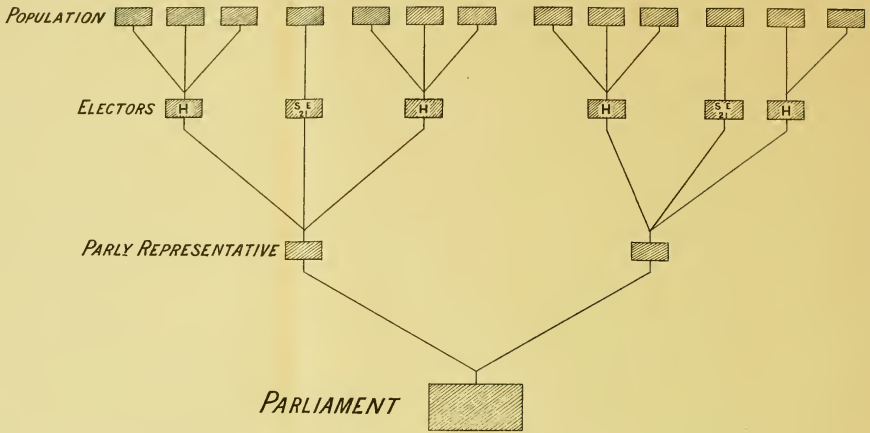 POPULATION
ELECTORS H S E 21 H H S E 21 H
PARLY REPRESENTATIVE
PARLIAMENT